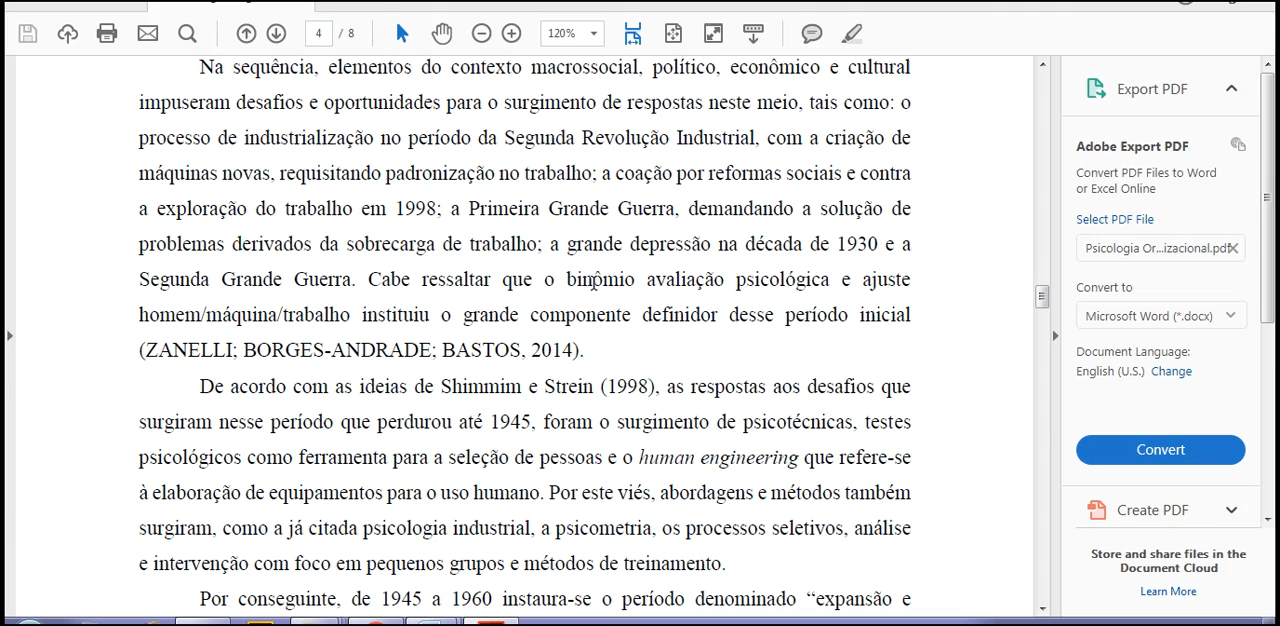 4 / 8
120%
Na sequência, elementos do contexto macrossocial, político, econômico e cultural
impuseram desafios e oportunidades para o surgimento de respostas neste meio, tais como: o
processo de industrialização no período da Segunda Revolução Industrial, com a criação de
máquinas novas, requisitando padronização no trabalho; a coação por reformas sociais e contra
a exploração do trabalho em 1998; a Primeira Grande Guerra, demandando a solução de
problemas derivados da sobrecarga de trabalho; a grande depressão na década de 1930 e a
Segunda Grande Guerra. Cabe ressaltar que o binômio avaliação psicológica e ajuste
homem/máquina/trabalho instituiu o grande componente definidor desse período inicial
(ZANELLI; BORGES-ANDRADE; BASTOS, 2014).
De acordo com as ideias de Shimmim e Strein (1998), as respostas aos desafios que
surgiram nesse período que perdurou até 1945, foram o surgimento de psicotécnicas, testes
psicológicos como ferramenta para a seleção de pessoas e o human engineering que refere-se
à elaboração de equipamentos para o uso humano. Por este viés, abordagens e métodos também
surgiram, como a já citada psicologia industrial, a psicometria, os processos seletivos, análise
e intervenção com foco em pequenos grupos e métodos de treinamento.
Por conseguinte, de 1945 a 1960 instaura-se o período denominado “expansão e
Export PDF
Adobe Export PDF
Convert PDF Files to Word
or Excel Online
Select PDF File
Psicologia Or...izacional.pdf
Convert to
Microsoft Word (*.docx)
Document Language:
English (U.S.) Change
Convert
Create PDF
Store and share files in the
Document Cloud
Learn More